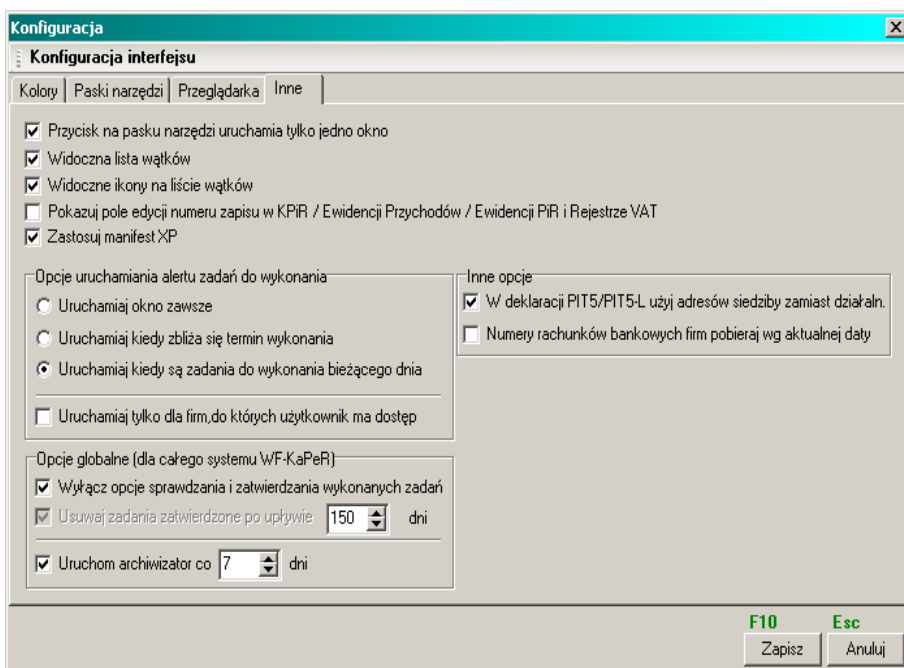 Konfiguracja
Konfiguracja interfejsu
Kolory Paski narzędzi Przeglądarka Inne
Przycisk na pasku narzędzi uruchamia tylko jedno okno
Widoczna lista wątków
Widoczne ikony na liście wątków
Pokazuj pole edycji numeru zapisu w KPiR / Ewidencji Przychodów / Ewidencji PiR i Rejestrze VAT
Zastosuj manifest XP
Opcje uruchamiania alertu zadań do wykonania
Uruchamiaj okno zawsze
Uruchamiaj kiedy zbliża się termin wykonania
Uruchamiaj kiedy są zadania do wykonania bieżącego dnia
Uruchamiaj tylko dla firm,do których użytkownik ma dostęp
Inne opcje
W deklaracji PIT5/PIT5-L użyj adresów siedziby zamiast działaln.
Numery rachunków bankowych firm pobieraj wg aktualnej daty
Opcje globalne (dla całego systemu WF-KaPeR)
Wyłącz opcje sprawdzania i zatwierdzania wykonanych zadań
Usuwaj zadania zatwierdzone po upływie 150 dni
Uruchom archiwizator co 7 dni
F10 Esc
Zapisz Anuluj